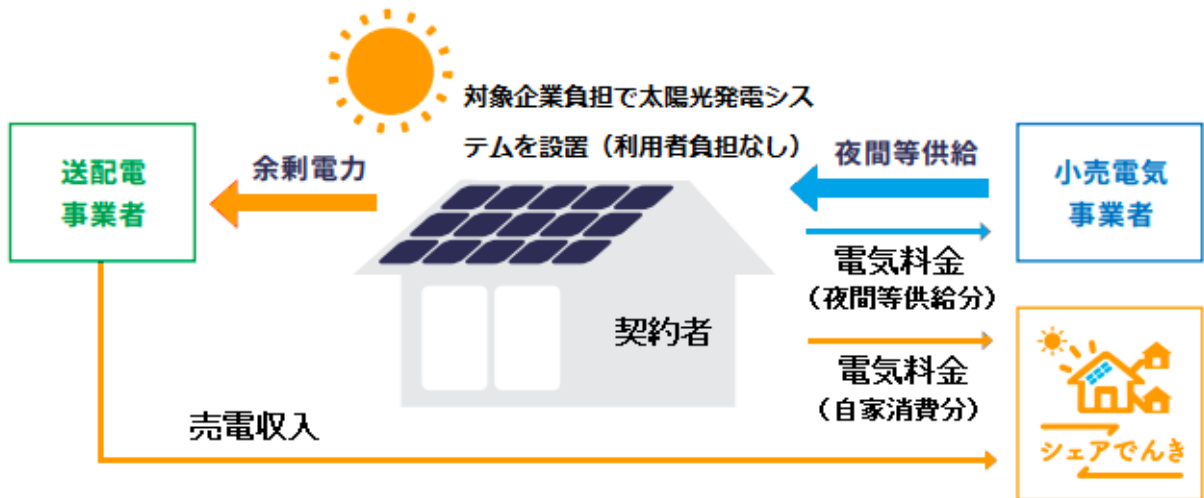 対象企業負担で太陽光発電シス
テムを設置（利用者負担なし）
送配電
事業者
余剰電力
夜間等供給
小売電気
事業者
電気料金
（夜間等供給分）
契約者
電気料金
（自家消費分）
売電収入
シェアでんき